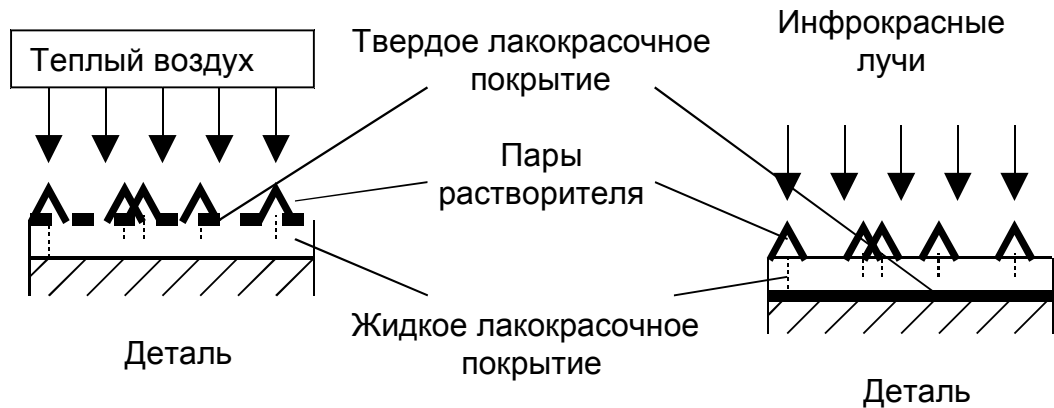 Теплый воздух
Твердое лакокрасочное
покрытие
Инфрокрасные
лучи
Пары
растворителя
Жидкое лакокрасочное
покрытие
Деталь
Деталь